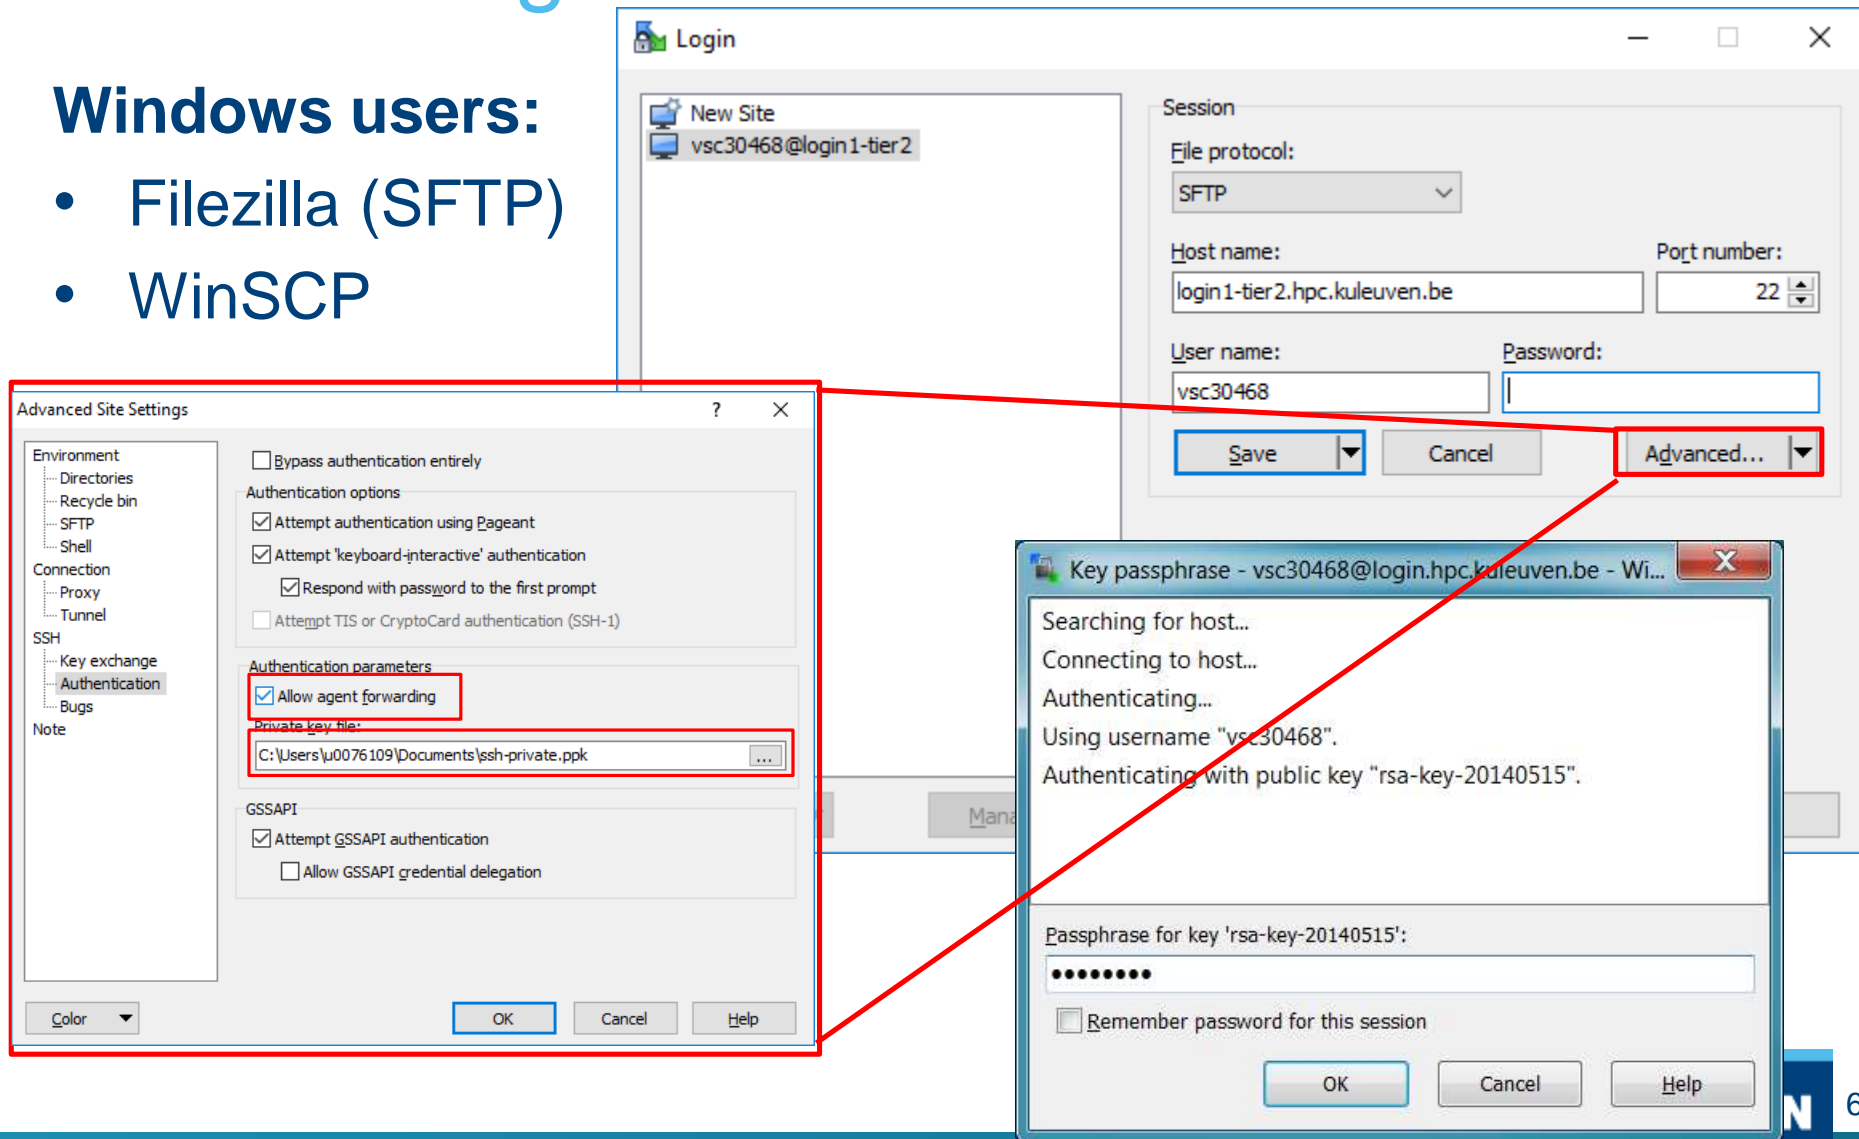 Windows users:
• Filezilla (SFTP)
• WinSCP
Login
New Site
vsc30468@login1-tier2
Session
File protocol:
SFTP
Host name:
Port number:
login1-tier2.hpc.kuleuven.be
22
User name:
Password:
vsc30468
Save
Cancel
Advanced...
Advanced Site Settings
?
Environment
Directories
Recycle bin
SFTP
Shell
Connection
Proxy
Tunnel
SSH
Key exchange
Authentication
Bugs
Note
Bypass authentication entirely
Authentication options
Attempt authentication using Pageant
Attempt 'keyboard-interactive' authentication
Respond with password to the first prompt
Attempt TIS or CryptoCard authentication (SSH-1)
Authentication parameters
Allow agent forwarding
Private key file:
C:\Users\u0076109\Documents\ssh-private.ppk
...
GSSAPI
Attempt GSSAPI authentication
Allow GSSAPI credential delegation
Color
OK
Cancel
Help
Mana
Key passphrase - vsc30468@login.hpc.kuleuven.be - Wi...
Searching for host...
Connecting to host...
Authenticating...
Using username "vsc30468".
Authenticating with public key "rsa-key-20140515".
Passphrase for key 'rsa-key-20140515':
••••••••
Remember password for this session
OK
Cancel
Help
N
6